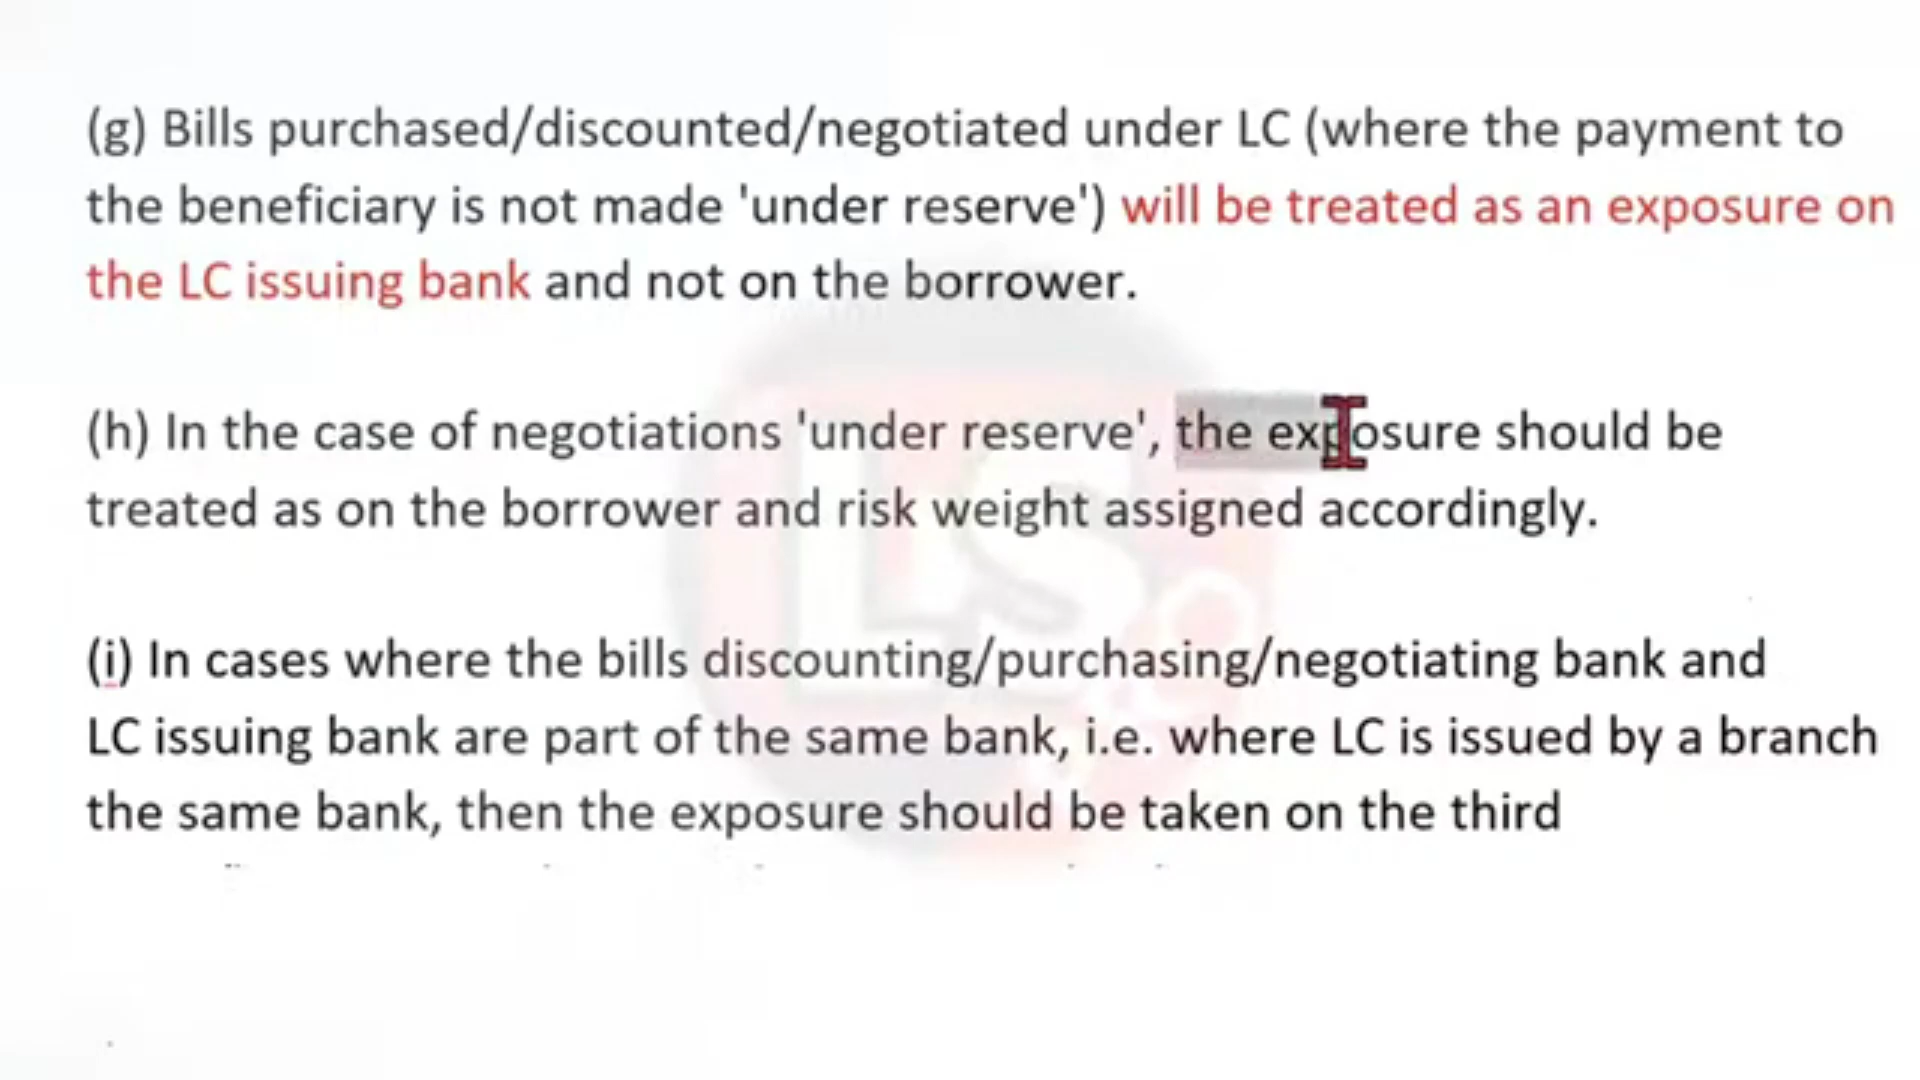 (g) Bills purchased/discounted/negotiated under LC (where the payment to
the beneficiary is not made 'under reserve') will be treated as an exposure on
the LC issuing bank and not on the borrower.
(h) In the case of negotiations 'under reserve', the exposure should be
treated as on the borrower and risk weight assigned accordingly.
(i) In cases where the bills discounting/purchasing/negotiating bank and
LC issuing bank are part of the same bank, i.e. where LC is issued by a branch
the same bank, then the exposure should be taken on the third
LS